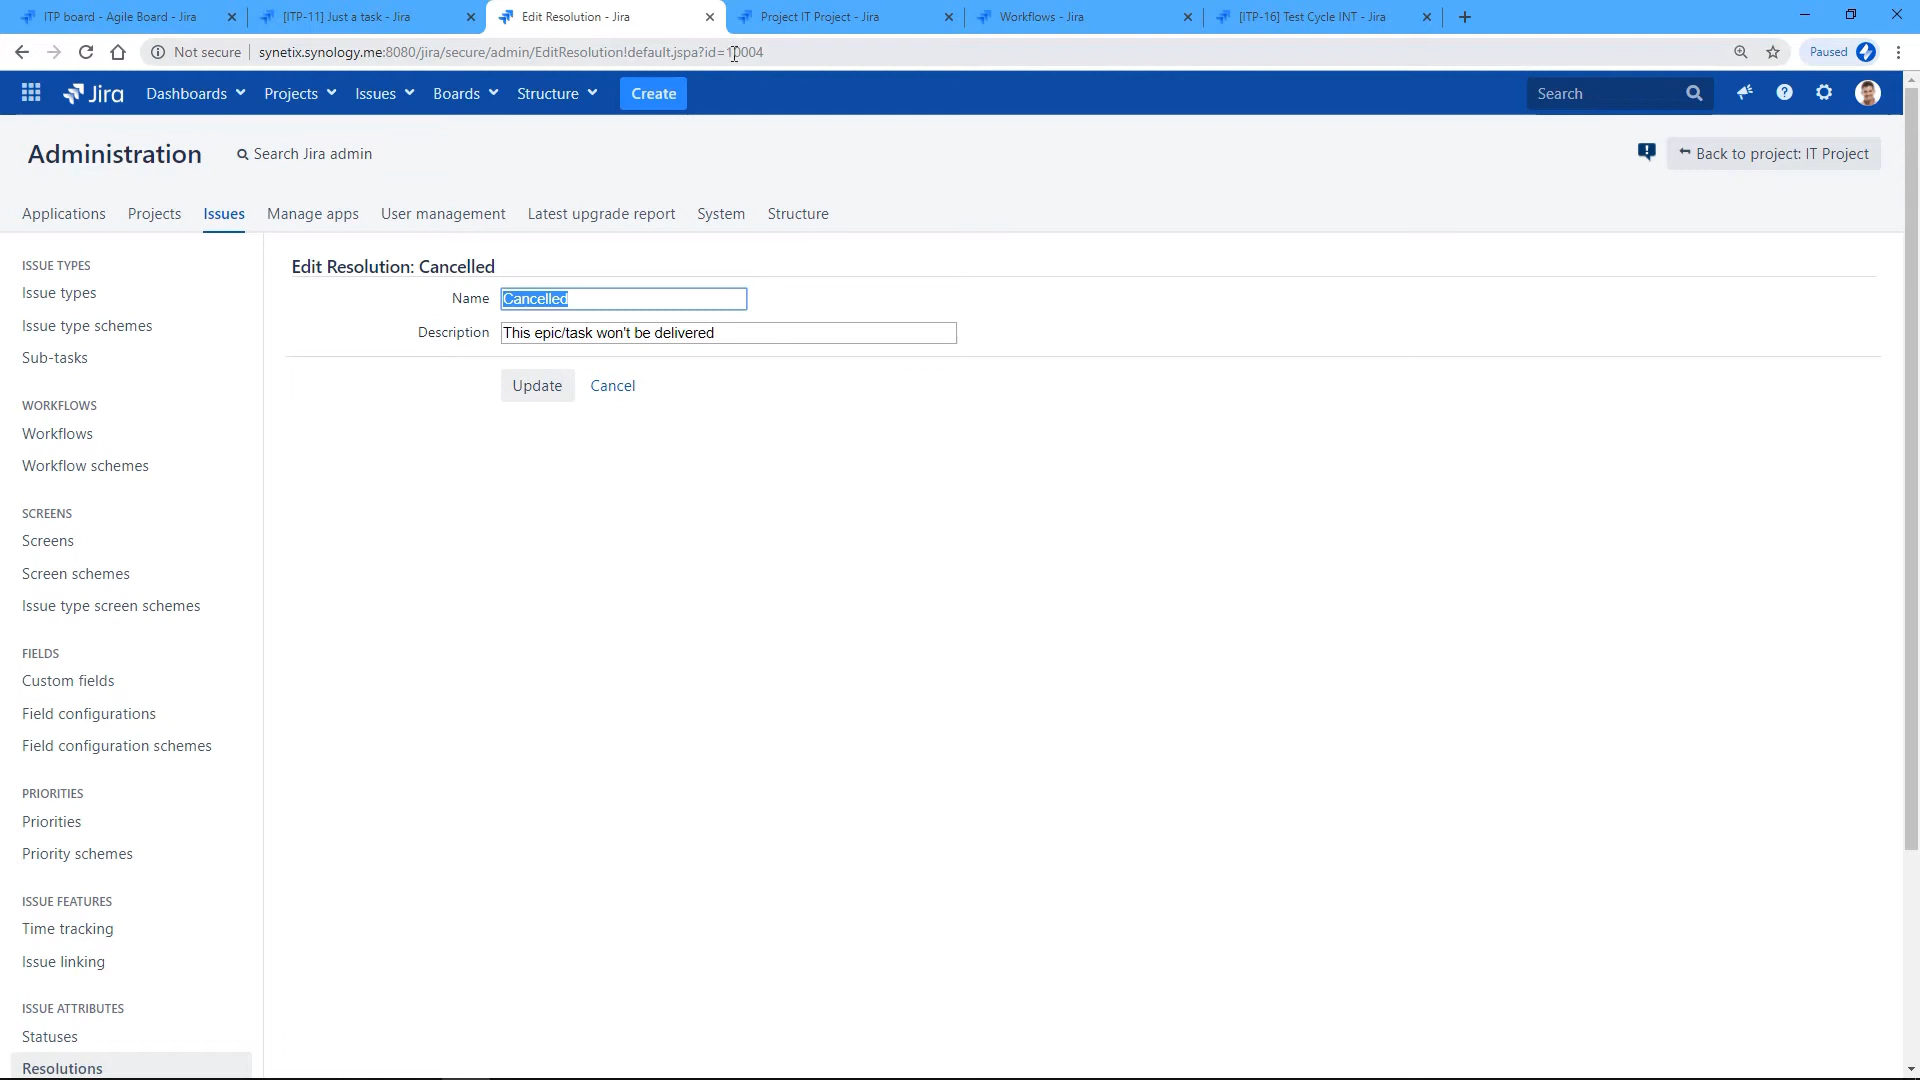 ITP board - Agile Board - Jira
[ITP-11] Just a task - Jira
Edit Resolution - Jira
Project IT Project - Jira
Workflows - Jira
[ITP-16] Test Cycle INT - Jira
Not secure
synetix.synology.me:8080/jira/secure/admin/EditResolution!default.jspa?id=10004
Paused
Jira
Dashboards
Projects
Issues
Boards
Structure
Create
Search
Administration
Search Jira admin
Back to project: IT Project
Applications
Projects
Issues
Manage apps
User management
Latest upgrade report
System
Structure
ISSUE TYPES
Issue types
Issue type schemes
Sub-tasks
WORKFLOWS
Workflows
Workflow schemes
SCREENS
Screens
Screen schemes
Issue type screen schemes
FIELDS
Custom fields
Field configurations
Field configuration schemes
PRIORITIES
Priorities
Priority schemes
ISSUE FEATURES
Time tracking
Issue linking
ISSUE ATTRIBUTES
Statuses
Resolutions
Edit Resolution: Cancelled
Name
Cancelled
Description
This epic/task won't be delivered
Update
Cancel